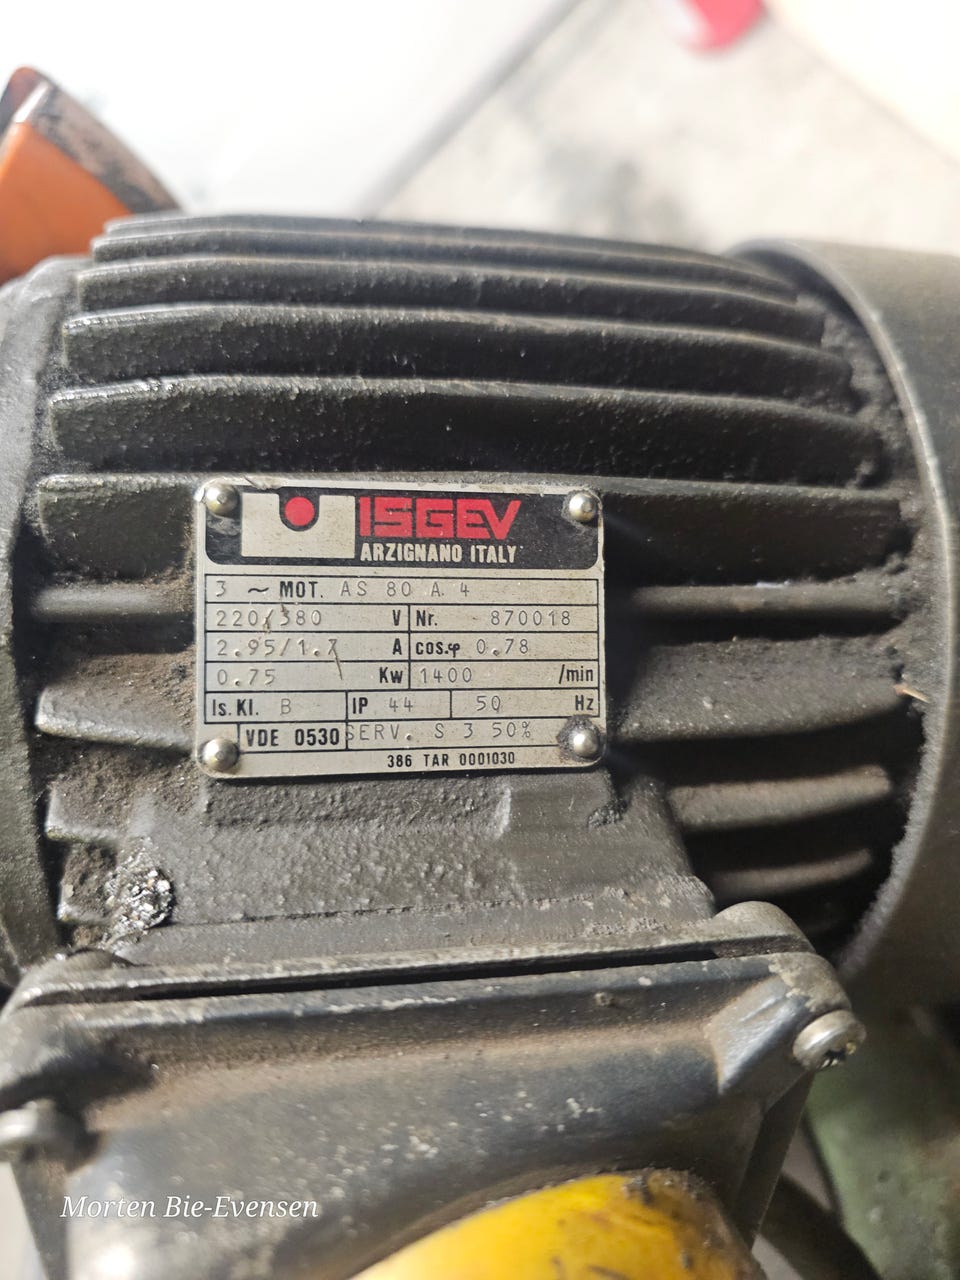 ISGEV
ARZIGNANO ITALY
3 ~ MOT. AS 80 A 4
220/380 V Nr. 870018
2.95/1.7 A cos.φ 0.78
0.75 Kw 1400 /min
Is. Kl. B IP 44 50 Hz
VDE 0530 SERV. S 3 50%
386 TAR 0001030
Morten Bie-Evensen